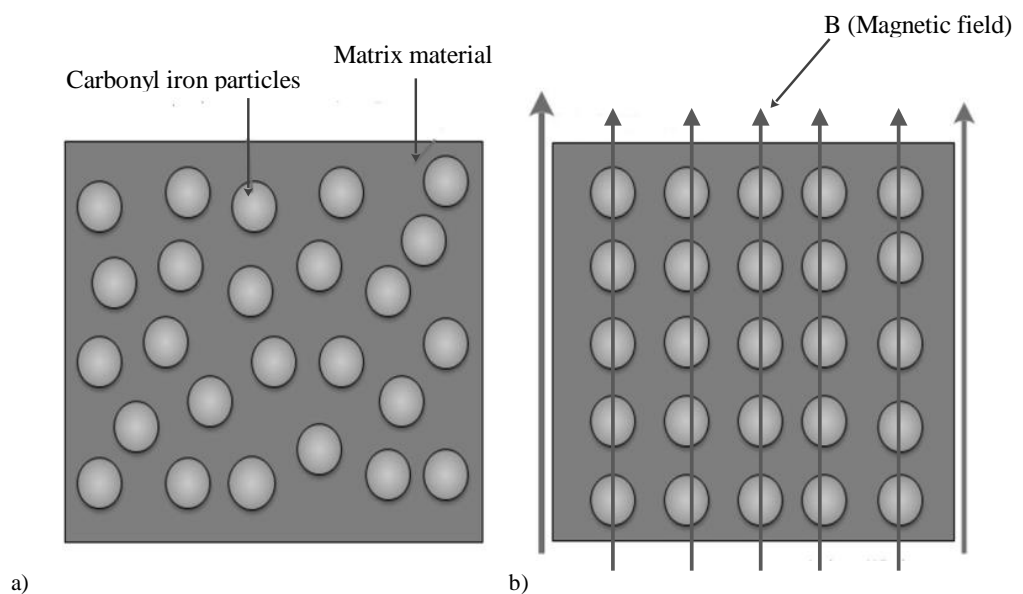 B (Magnetic field)
Matrix material
Carbonyl iron particles
a)
b)